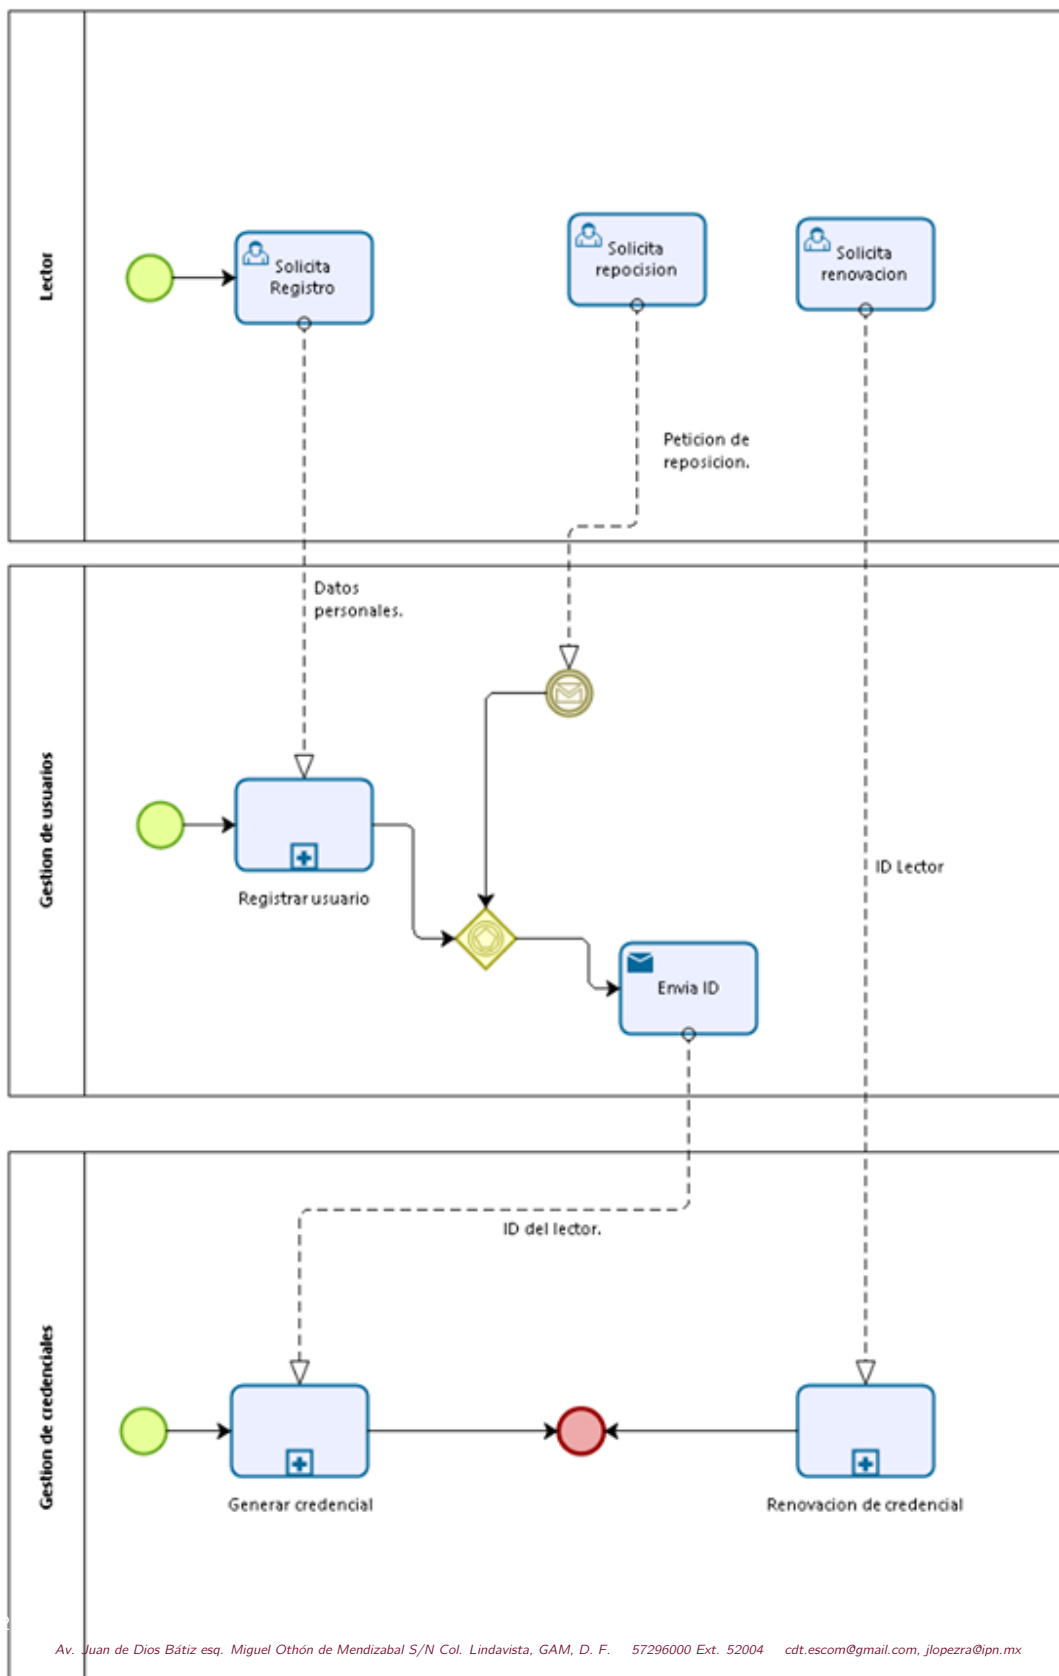 Lector
Solicita
Registro
Solicita
repocision
Solicita
renovacion
Peticion de
reposicion.
Gestion de usuarios
Datos
personales.
Registrar usuario
Envia ID
ID Lector
Gestion de credenciales
ID del lector.
Generar credencial
Renovacion de credencial
Av. Juan de Dios Bátiz esq. Miguel Othón de Mendizabal S/N Col. Lindavista, GAM, D. F. 57296000 Ext. 52004 cdt.escom@gmail.com, jlopezra@ipn.mx